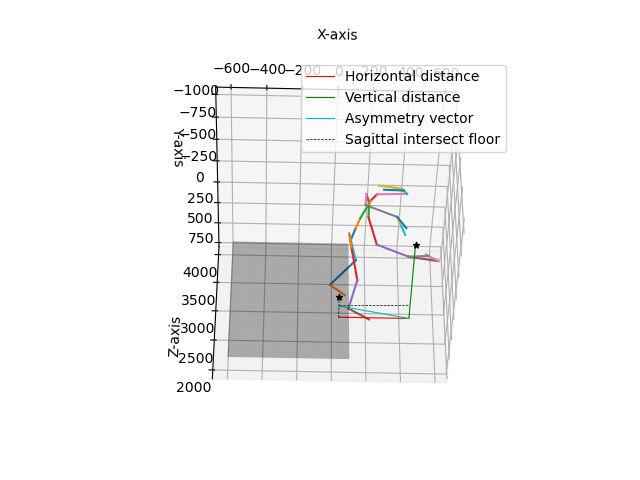 X-axis
−600 −400 −200 0 200 400 600
Horizontal distance
Vertical distance
Asymmetry vector
Sagittal intersect floor
Y-axis
−1000
−750
−500
−250
0
250
500
750
Z-axis
4000
3500
3000
2500
2000